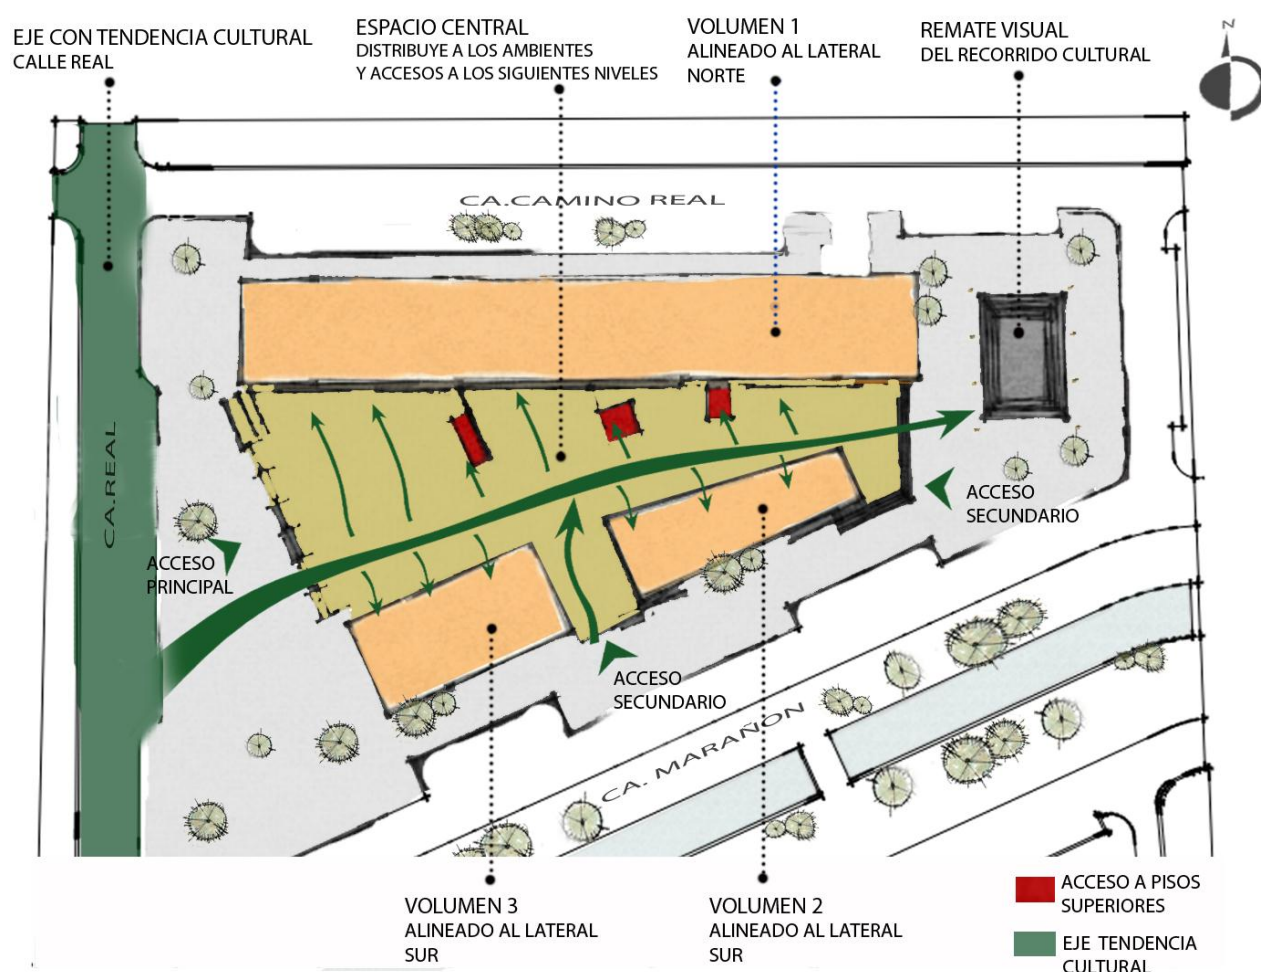 EJE CON TENDENCIA CULTURAL
CALLE REAL
ESPACIO CENTRAL
DISTRIBUYE A LOS AMBIENTES
Y ACCESOS A LOS SIGUIENTES NIVELES
VOLUMEN 1
ALINEADO AL LATERAL
NORTE
REMATE VISUAL
DEL RECORRIDO CULTURAL
N
CA.CAMINO REAL
CA.REAL
ACCESO
PRINCIPAL
ACCESO
SECUNDARIO
ACCESO
SECUNDARIO
CA. MARAÑON
VOLUMEN 3
ALINEADO AL LATERAL
SUR
VOLUMEN 2
ALINEADO AL LATERAL
SUR
ACCESO A PISOS
SUPERIORES
EJE TENDENCIA
CULTURAL